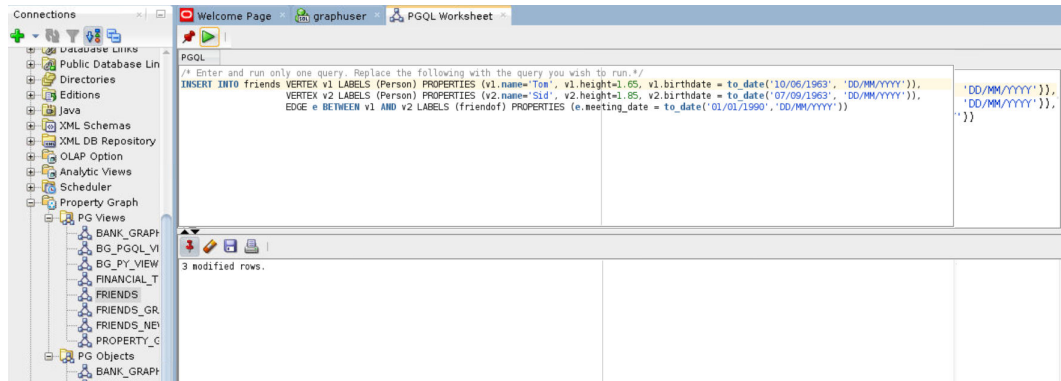 Connections
Welcome Page
graphuser
PGQL Worksheet
Database Links
Public Database Lin
Directories
Editions
Java
XML Schemas
XML DB Repository
OLAP Option
Analytic Views
Scheduler
Property Graph
PG Views
BANK_GRAPH
BG_PGQL_VI
BG_PY_VIEW
FINANCIAL_T
FRIENDS
FRIENDS_GR
FRIENDS_NEW
PROPERTY_G
PG Objects
BANK_GRAPH
PGQL
/* Enter and run only one query. Replace the following with the query you wish to run.*/
INSERT INTO friends VERTEX v1 LABELS (Person) PROPERTIES (v1.name='Tom', v1.height=1.65, v1.birthdate = to_date('10/06/1963', 'DD/MM/YYYY')),
VERTEX v2 LABELS (Person) PROPERTIES (v2.name='Sid', v2.height=1.85, v2.birthdate = to_date('07/09/1963', 'DD/MM/YYYY')),
EDGE e BETWEEN v1 AND v2 LABELS (friendof) PROPERTIES (e.meeting_date = to_date('01/01/1990','DD/MM/YYYY'))
'DD/MM/YYYY')),
'DD/MM/YYYY')),
'))
3 modified rows.